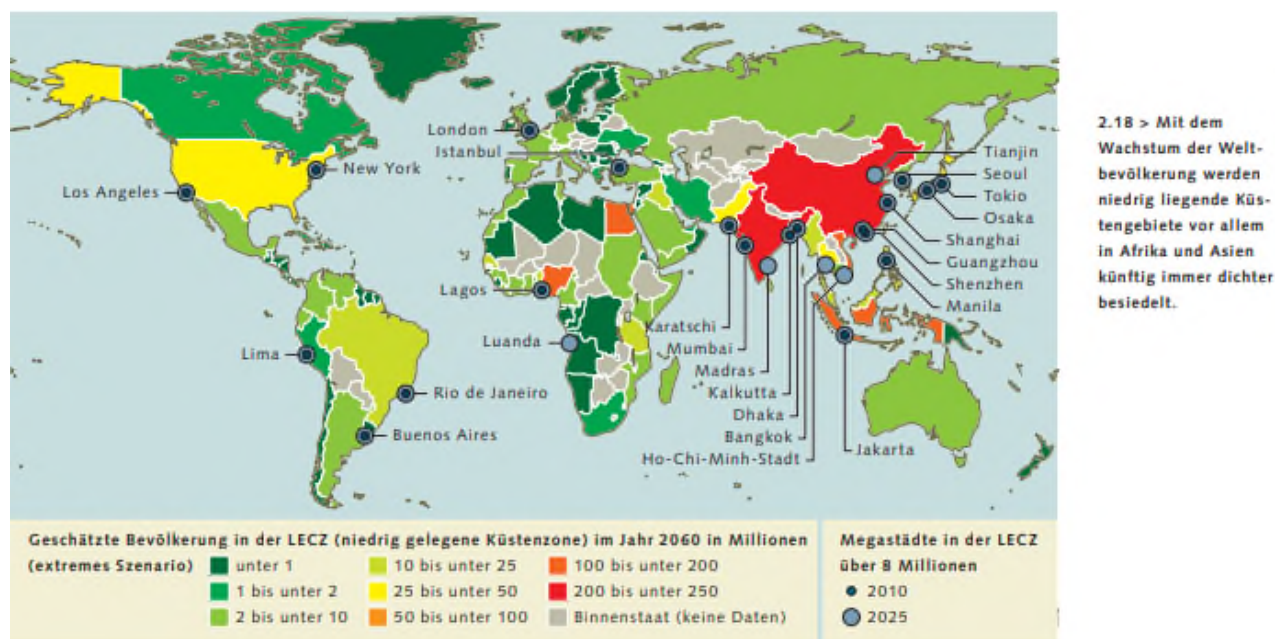 London
Istanbul
New York
Los Angeles
Tianjin
Seoul
Tokio
Osaka
Shanghai
Guangzhou
Shenzhen
Manila
Lagos
Karatschi
Luanda
Mumbai
Lima
Madras
Kalkutta
Rio de Janeiro
Dhaka
Bangkok
Buenos Aires
Ho-Chi-Minh-Stadt
Jakarta
2.18 > Mit dem
Wachstum der Welt-
bevölkerung werden
niedrig liegende Küs-
tengebiete vor allem
in Afrika und Asien
künftig immer dichter
besiedelt.
Geschätzte Bevölkerung in der LECZ (niedrig gelegene Küstenzone) im Jahr 2060 in Millionen
(extremes Szenario)
unter 1
1 bis unter 2
2 bis unter 10
10 bis unter 25
25 bis unter 50
50 bis unter 100
100 bis unter 200
200 bis unter 250
Binnenstaat (keine Daten)
Megastädte in der LECZ
über 8 Millionen
2010
2025